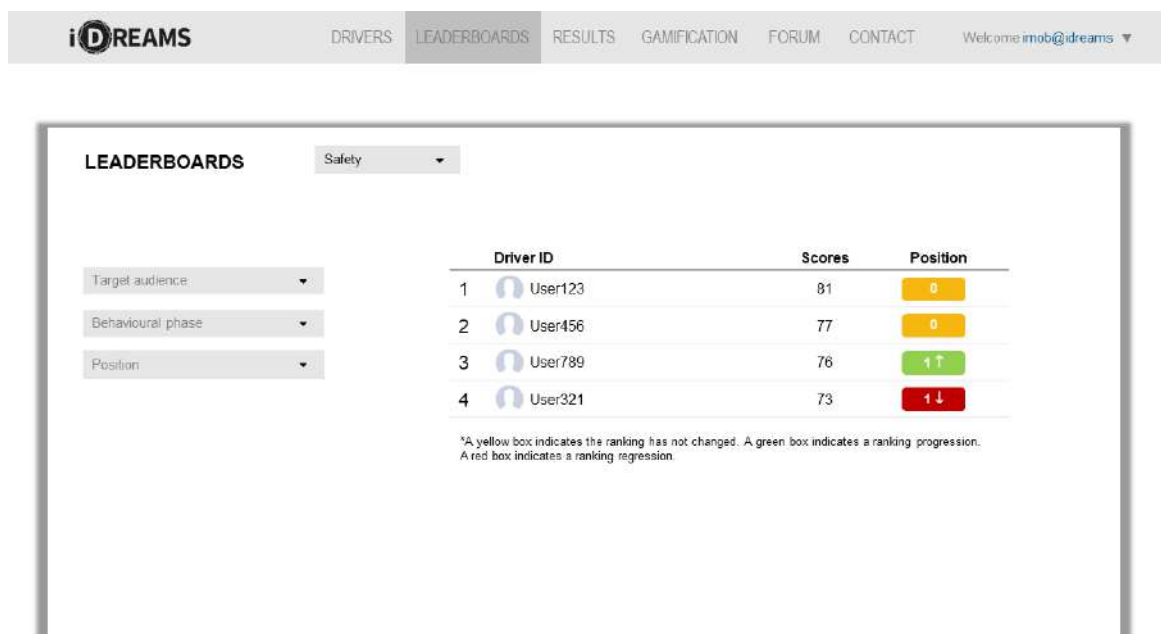 iDREAMS DRIVERS LEADERBOARDS RESULTS GAMIFICATION FORUM CONTACT Welcome imob@idreams ▼
LEADERBOARDS Safety
Target audience
Behavioural phase
Position
Driver ID Scores Position
1 User123 81 0
2 User456 77 0
3 User789 76 1↑
4 User321 73 1↓
*A yellow box indicates the ranking has not changed. A green box indicates a ranking progression.
A red box indicates a ranking regression.